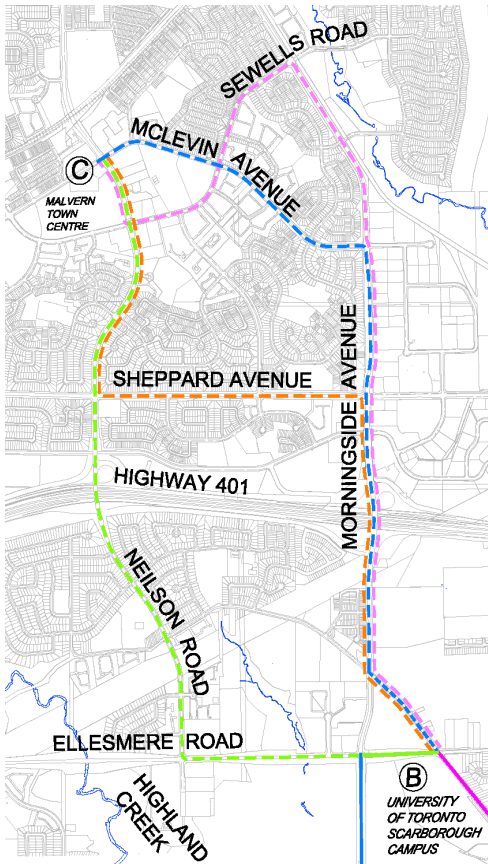 SEWELLS ROAD
MCLEVIN AVENUE
C
MALVERN
TOWN
CENTRE
SHEPPARD AVENUE
MORNINGSIDE AVENUE
HIGHWAY 401
NEILSON ROAD
ELLESMERE ROAD
HIGHLAND
CREEK
B
UNIVERSITY
OF TORONTO
SCARBOROUGH
CAMPUS